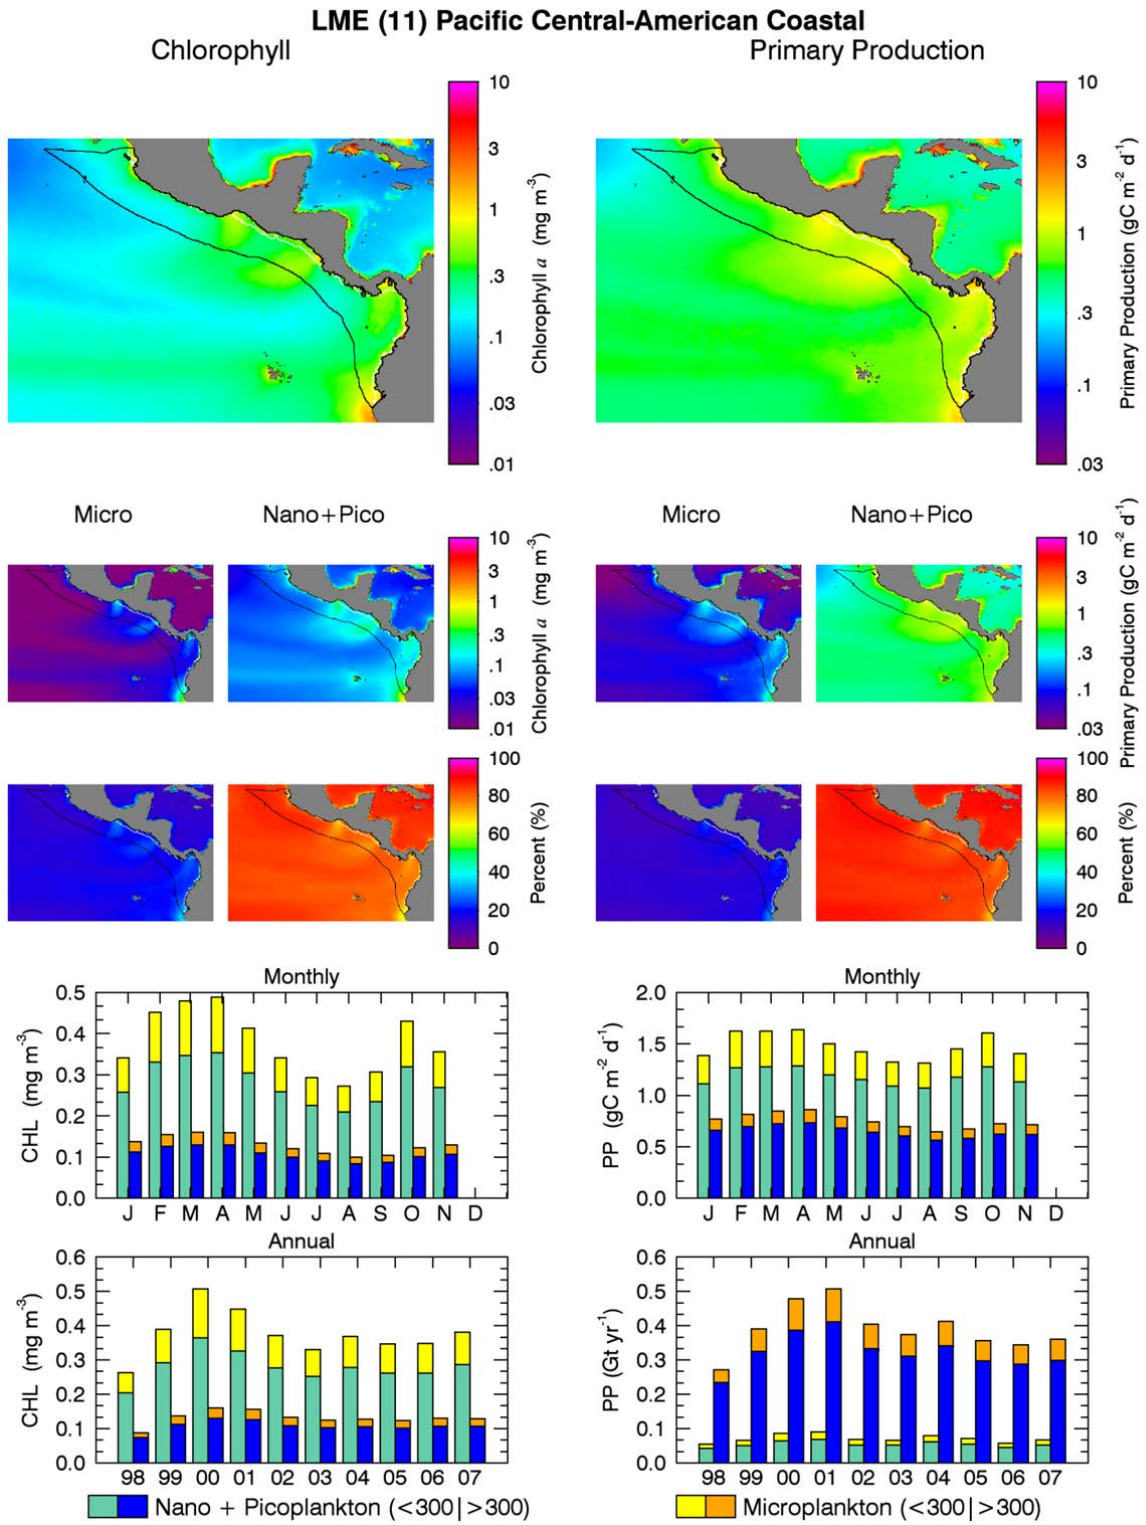 LME (11) Pacific Central-American Coastal
Chlorophyll
Primary Production
10
3
1
.3
.1
.03
.01
Chlorophyll a (mg m-3)
10
3
1
.3
.1
.03
Primary Production (gC m-2 d-1)
Micro
Nano+Pico
10
3
1
.3
.1
.03
.01
Chlorophyll a (mg m-3)
Micro
Nano+Pico
10
3
1
.3
.1
.03
Primary Production (gC m-2 d-1)
100
80
60
40
20
0
Percent (%)
100
80
60
40
20
0
Percent (%)
Monthly
CHL (mg m-3)
0.5
0.4
0.3
0.2
0.1
0.0
J F M A M J J A S O N D
Monthly
PP (gC m-2 d-1)
2.0
1.5
1.0
0.5
0.0
J F M A M J J A S O N D
Annual
CHL (mg m-3)
0.6
0.5
0.4
0.3
0.2
0.1
0.0
98 99 00 01 02 03 04 05 06 07
Annual
PP (Gt yr-1)
0.6
0.5
0.4
0.3
0.2
0.1
0.0
98 99 00 01 02 03 04 05 06 07
Nano + Picoplankton (<300|>300)
Microplankton (<300|>300)